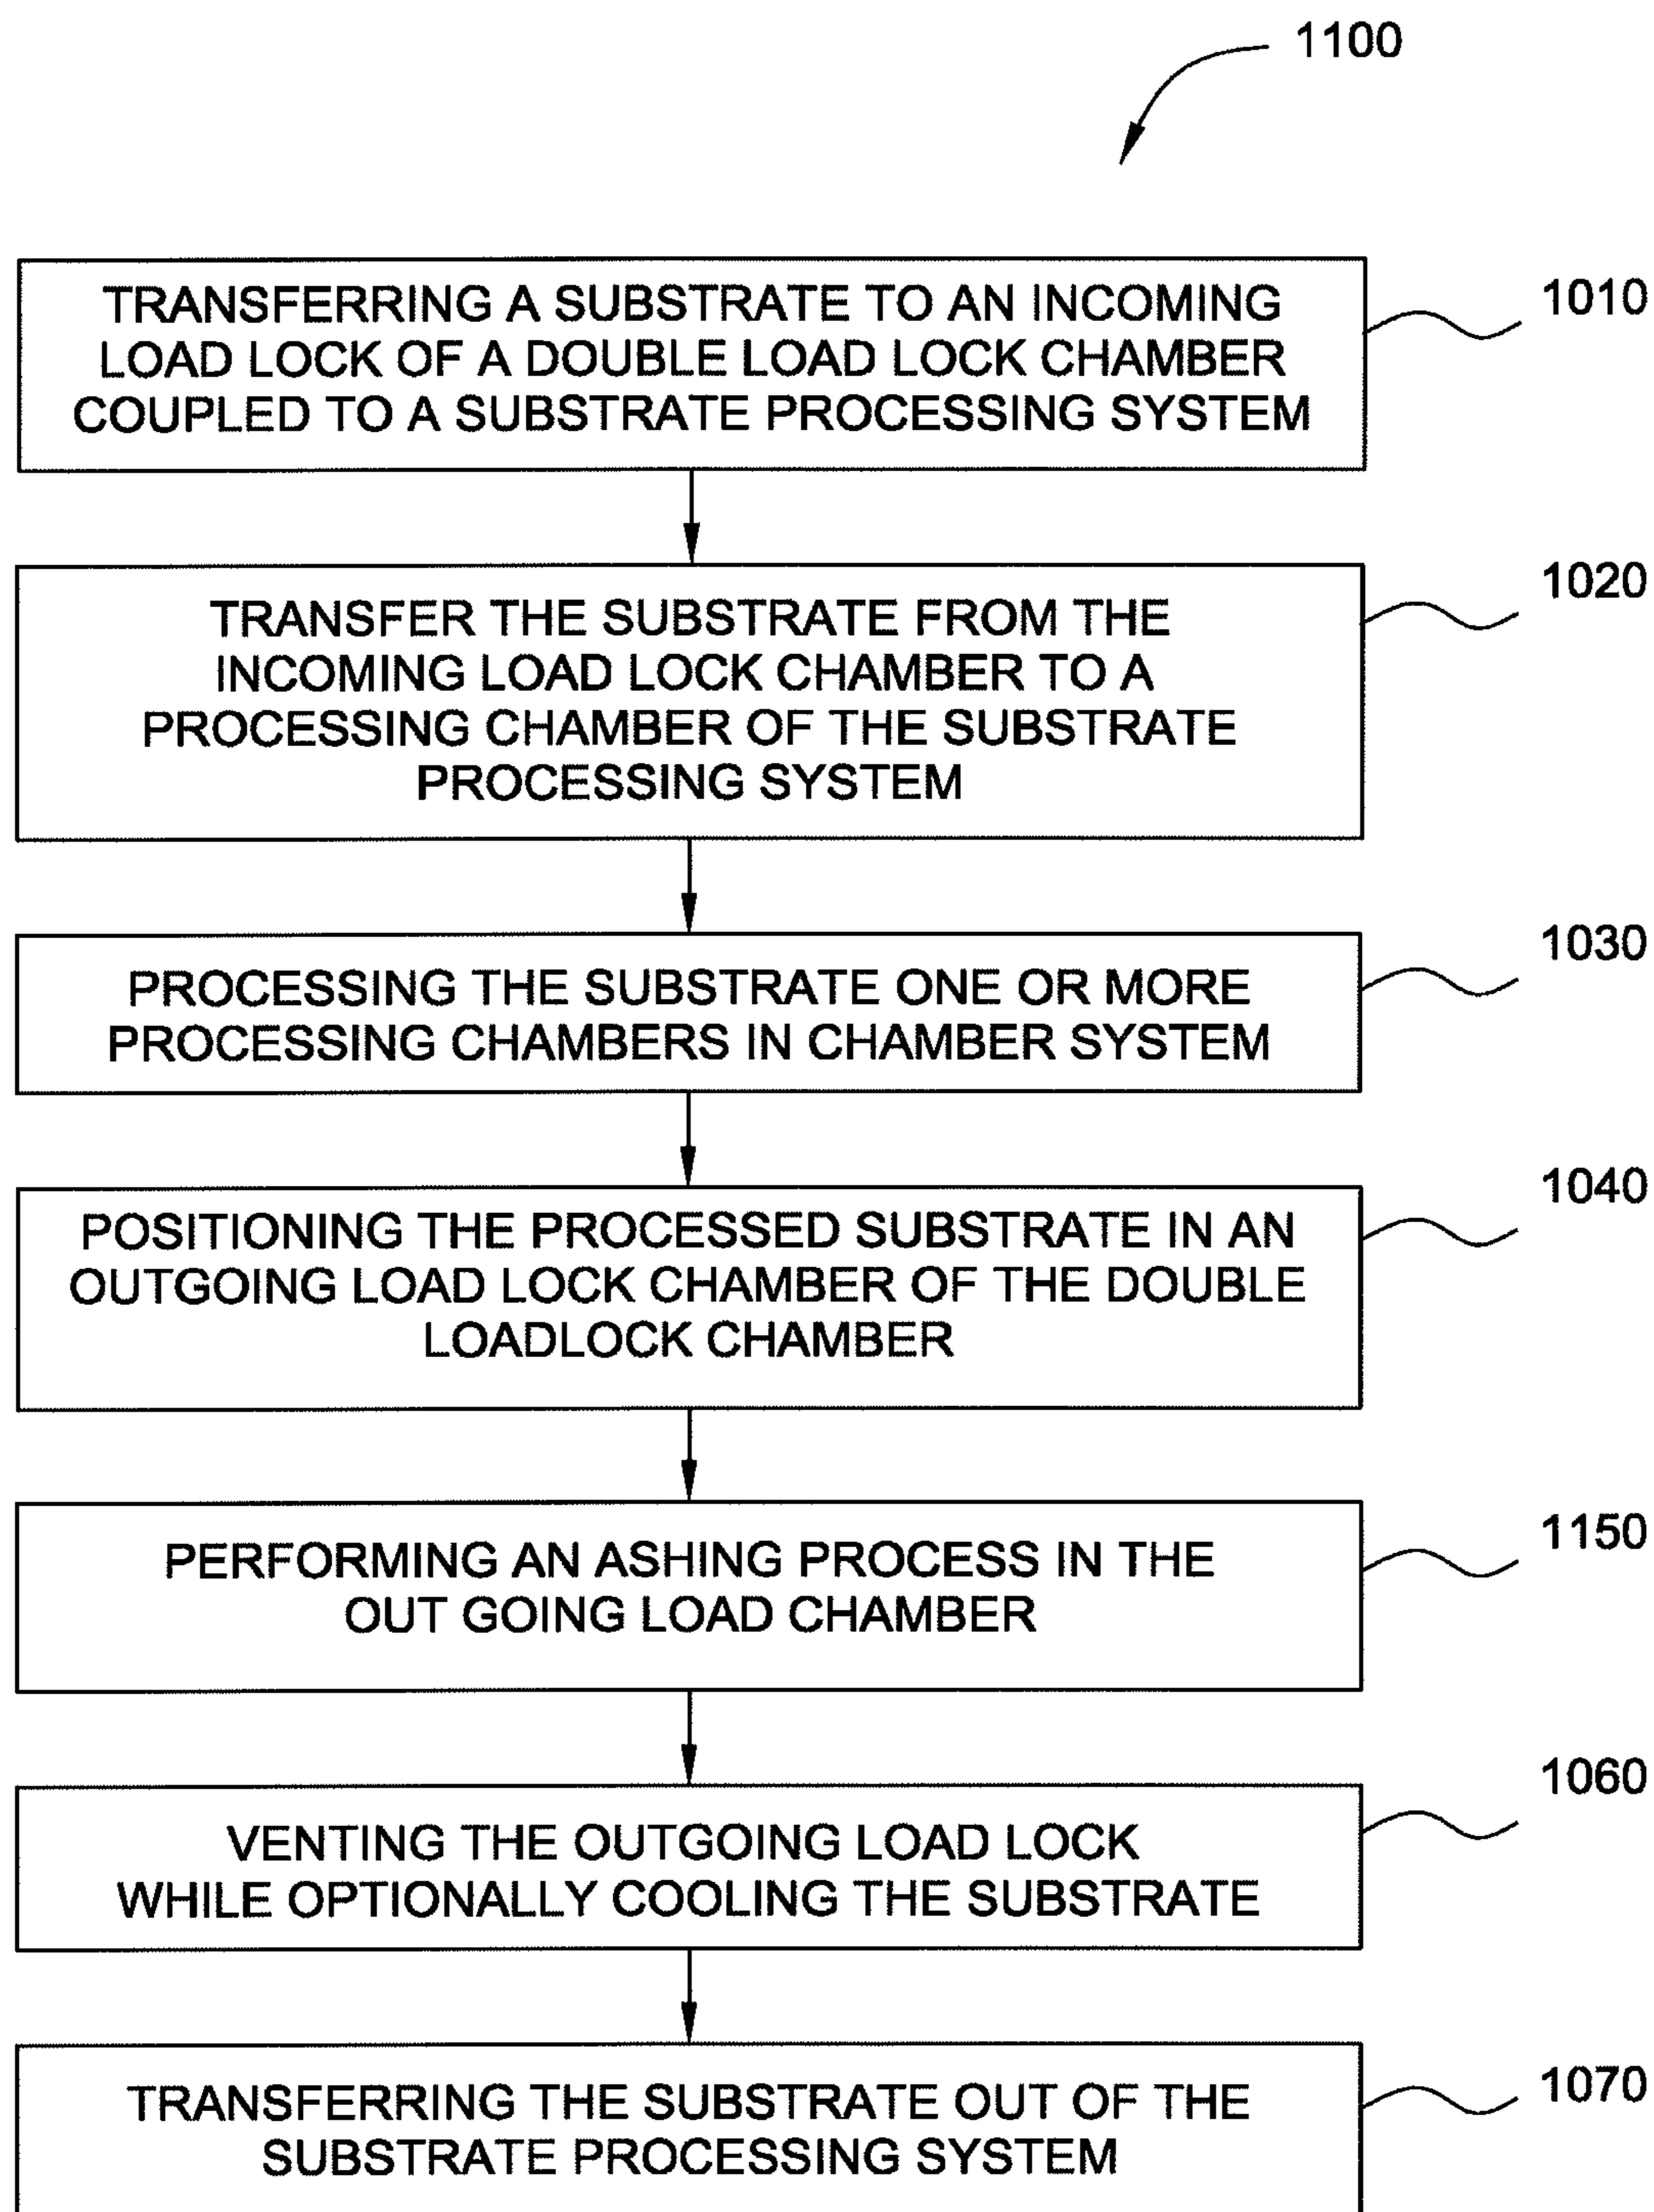 1100
TRANSFERRING A SUBSTRATE TO AN INCOMING
LOAD LOCK OF A DOUBLE LOAD LOCK CHAMBER
COUPLED TO A SUBSTRATE PROCESSING SYSTEM
1010
TRANSFER THE SUBSTRATE FROM THE
INCOMING LOAD LOCK CHAMBER TO A
PROCESSING CHAMBER OF THE SUBSTRATE
PROCESSING SYSTEM
1020
PROCESSING THE SUBSTRATE ONE OR MORE
PROCESSING CHAMBERS IN CHAMBER SYSTEM
1030
POSITIONING THE PROCESSED SUBSTRATE IN AN
OUTGOING LOAD LOCK CHAMBER OF THE DOUBLE
LOADLOCK CHAMBER
1040
PERFORMING AN ASHING PROCESS IN THE
OUT GOING LOAD CHAMBER
1150
VENTING THE OUTGOING LOAD LOCK
WHILE OPTIONALLY COOLING THE SUBSTRATE
1060
TRANSFERRING THE SUBSTRATE OUT OF THE
SUBSTRATE PROCESSING SYSTEM
1070